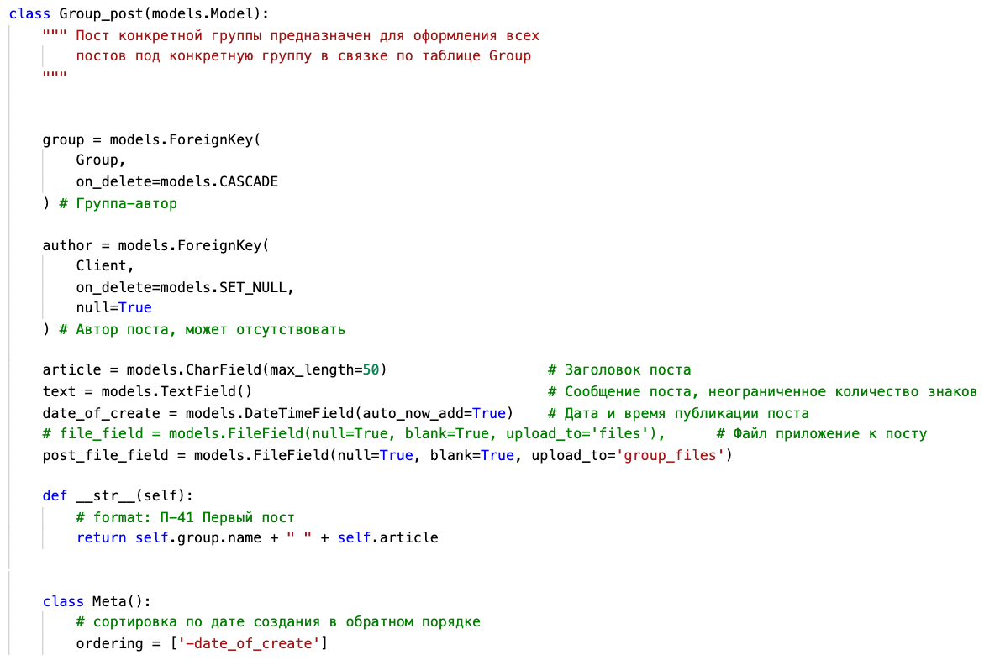 class Group_post(models.Model):
""" Пост конкретной группы предназначен для оформления всех
постов под конкретную группу в связке по таблице Group
"""
group = models.ForeignKey(
Group,
on_delete=models.CASCADE
) # Группа-автор
author = models.ForeignKey(
Client,
on_delete=models.SET_NULL,
null=True
) # Автор поста, может отсутствовать
article = models.CharField(max_length=50) # Заголовок поста
text = models.TextField() # Сообщение поста, неограниченное количество знаков
date_of_create = models.DateTimeField(auto_now_add=True) # Дата и время публикации поста
# file_field = models.FileField(null=True, blank=True, upload_to='files'), # Файл приложение к посту
post_file_field = models.FileField(null=True, blank=True, upload_to='group_files')
def __str__(self):
# format: П-41 Первый пост
return self.group.name + " " + self.article
class Meta():
# сортировка по дате создания в обратном порядке
ordering = ['-date_of_create']